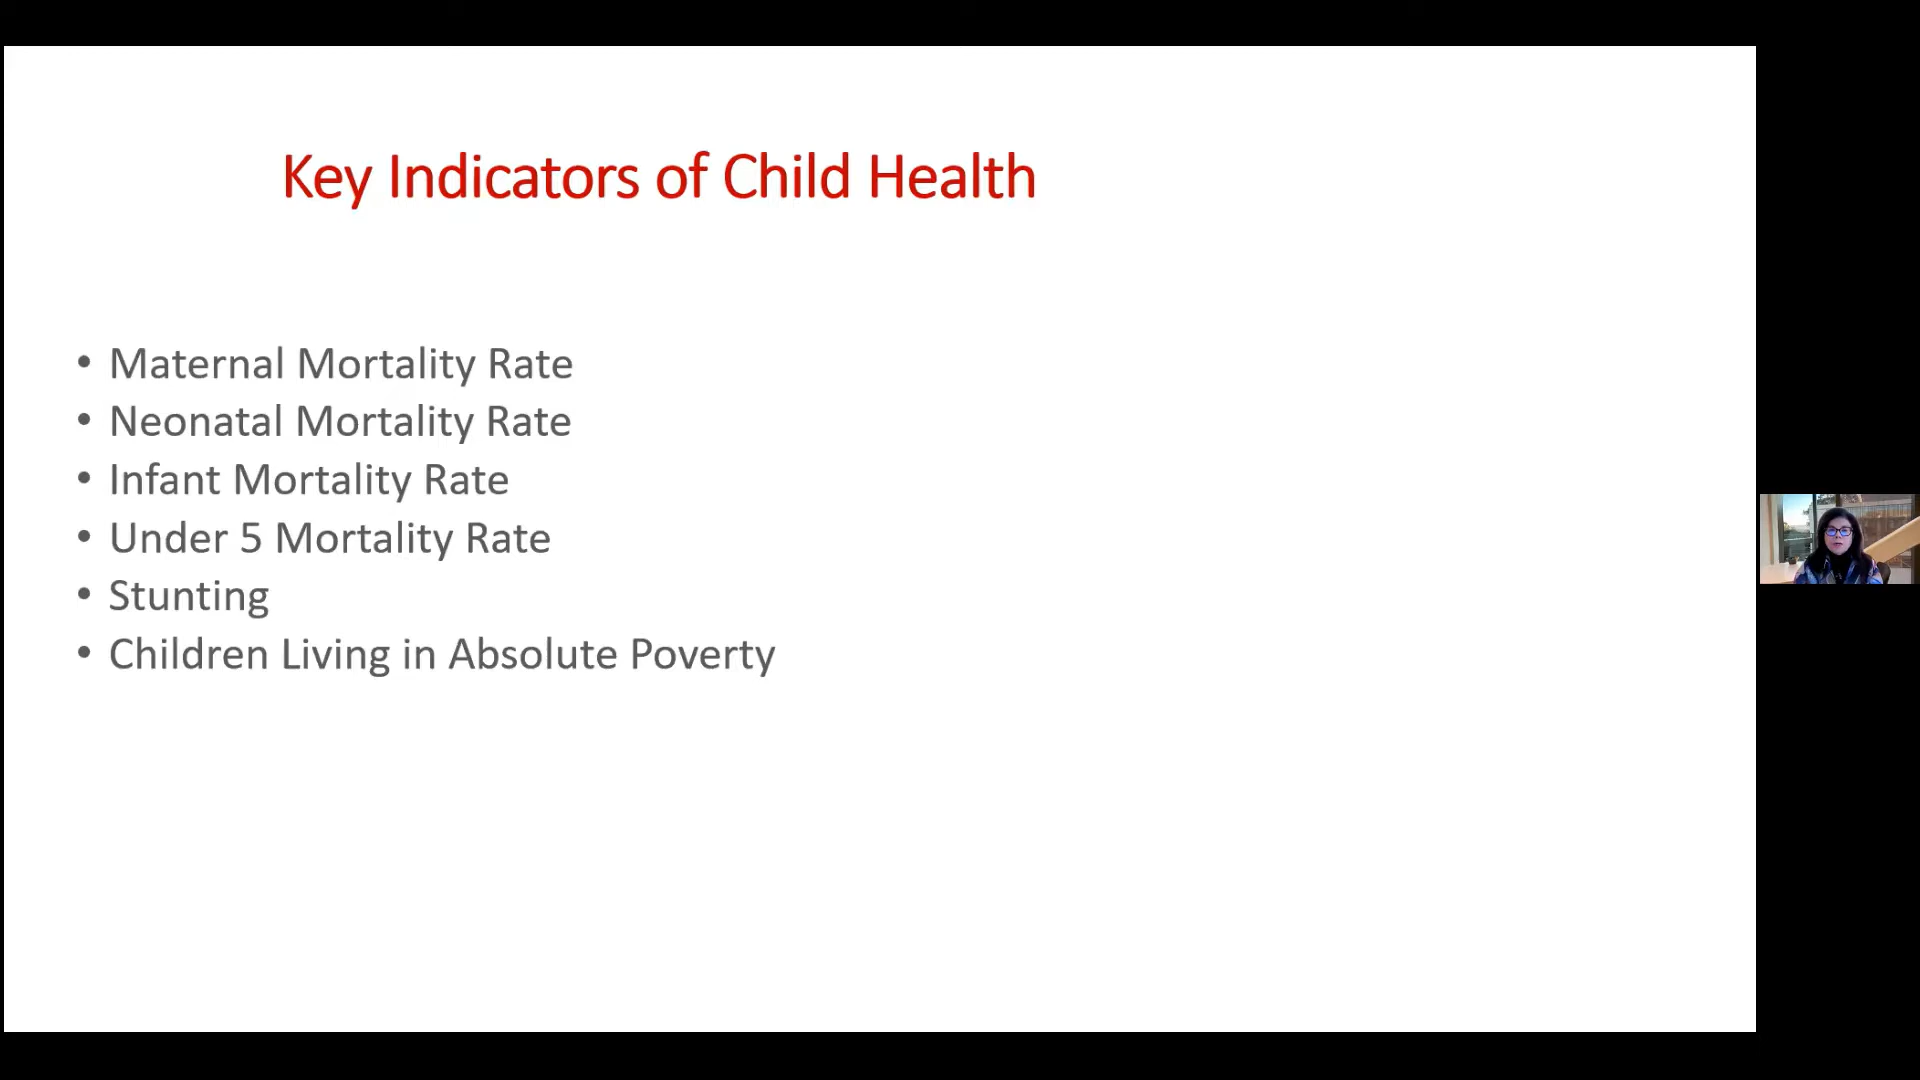 Key Indicators of Child Health
• Maternal Mortality Rate
• Neonatal Mortality Rate
• Infant Mortality Rate
• Under 5 Mortality Rate
• Stunting
• Children Living in Absolute Poverty